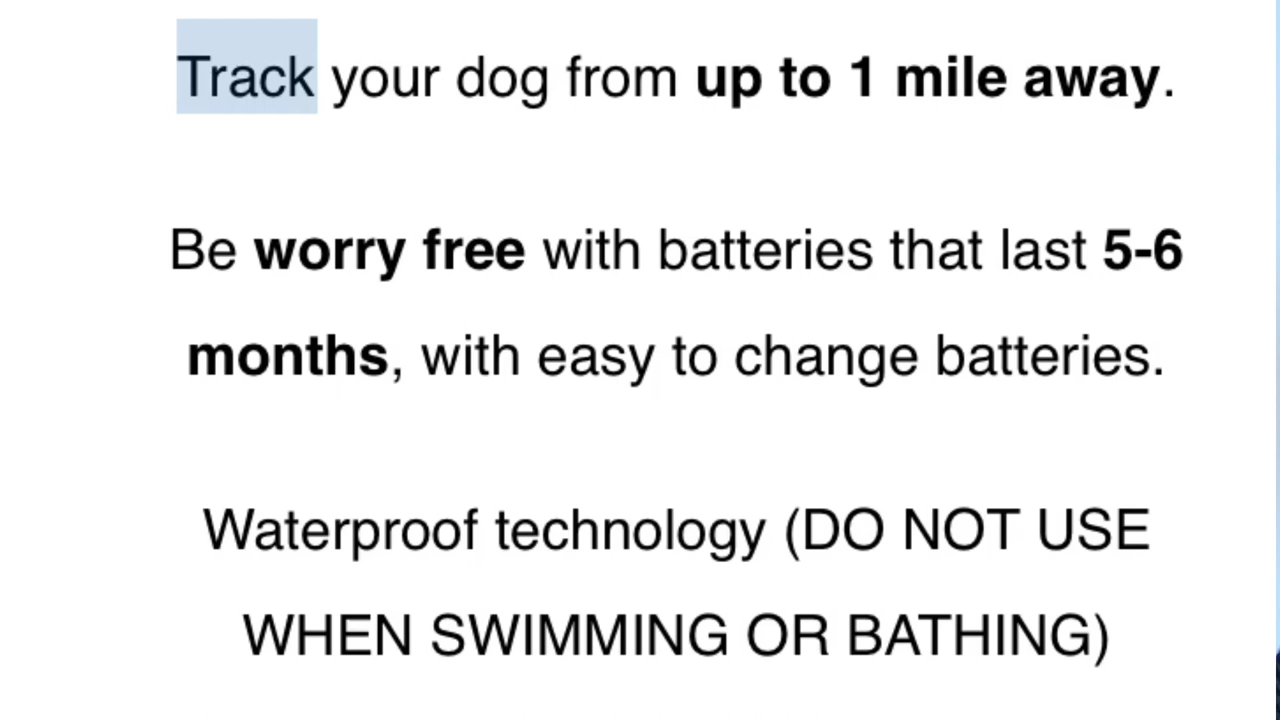 Track your dog from up to 1 mile away.
Be worry free with batteries that last 5-6
months, with easy to change batteries.
Waterproof technology (DO NOT USE
WHEN SWIMMING OR BATHING)